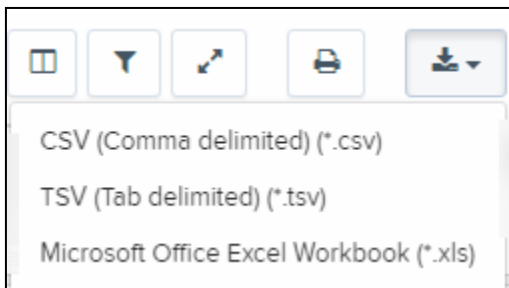 CSV (Comma delimited) (*.csv)
TSV (Tab delimited) (*.tsv)
Microsoft Office Excel Workbook (*.xls)